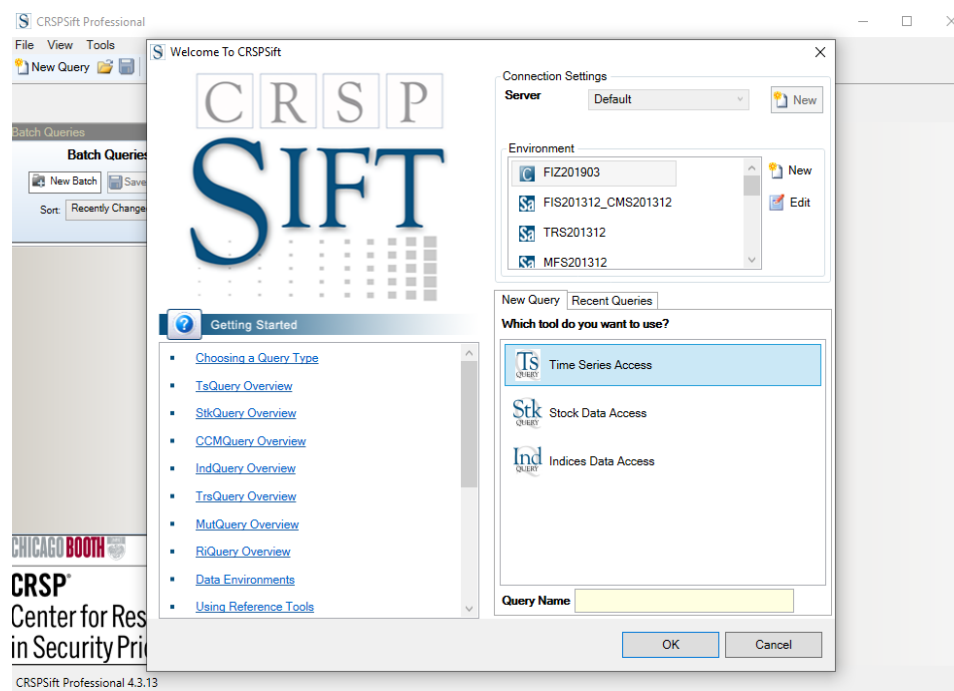 CRSPSift Professional
File View Tools
New Query
Batch Queries
Batch Queries
New Batch Save
Sort: Recently Change
CHICAGO BOOTH
CRSP
Center for Res
in Security Pri
CRSPSift Professional 4.3.13
Welcome To CRSPSift
CRSP
SIFT
Getting Started
Choosing a Query Type
TsQuery Overview
StkQuery Overview
CCMQuery Overview
IndQuery Overview
TrsQuery Overview
MutQuery Overview
RiQuery Overview
Data Environments
Using Reference Tools
Connection Settings
Server Default New
Environment
FIZ201903 New
FIS201312_CMS201312 Edit
TRS201312
MFS201312
New Query Recent Queries
Which tool do you want to use?
Ts QUERY Time Series Access
Stk QUERY Stock Data Access
Ind QUERY Indices Data Access
Query Name
OK Cancel